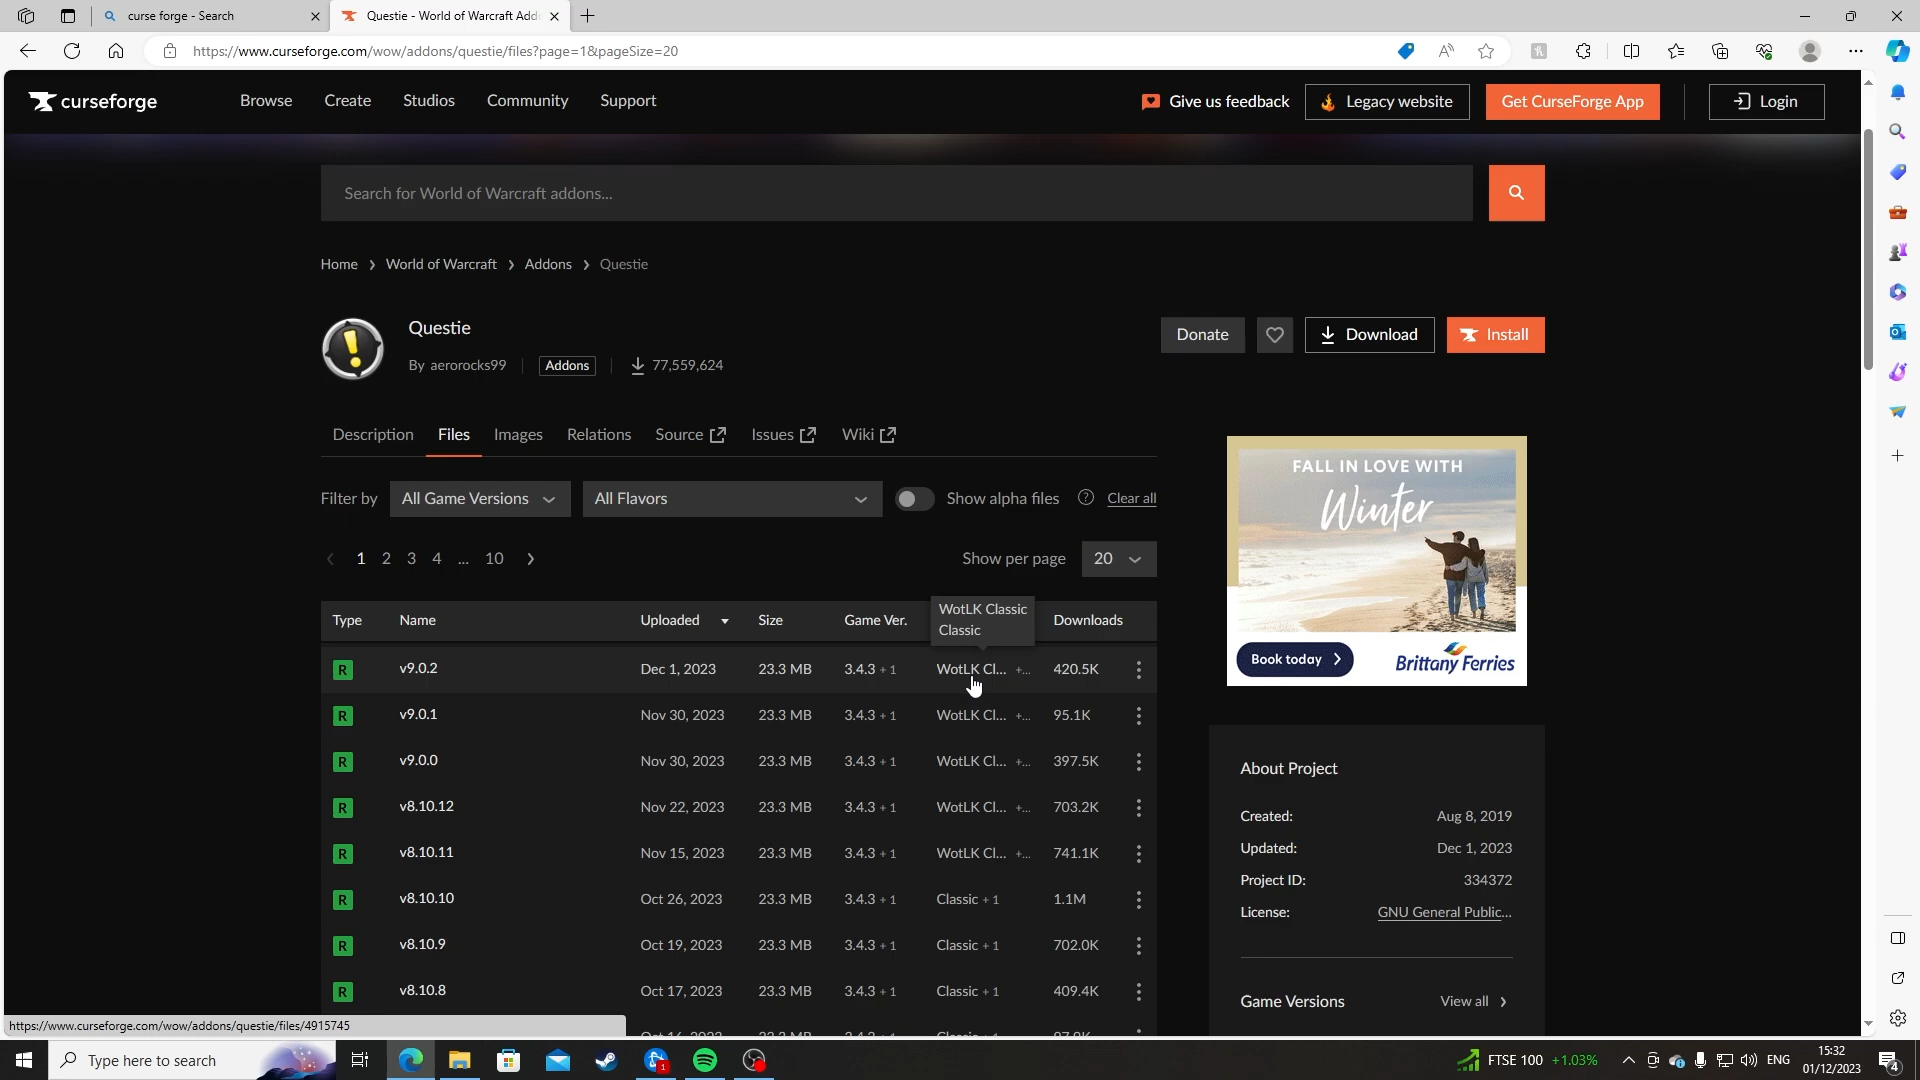 curse forge - Search
Questie - World of Warcraft Add
https://www.curseforge.com/wow/addons/questie/files?page=1&pageSize=20
curseforge
Browse Create Studios Community Support
Give us feedback Legacy website Get CurseForge App Login
Search for World of Warcraft addons...
Home > World of Warcraft > Addons > Questie
Questie
By aerorocks99 Addons 77,559,624
Donate Download Install
Description Files Images Relations Source Issues Wiki
Filter by All Game Versions All Flavors Show alpha files ? Clear all
1 2 3 4 ... 10 Show per page 20
WotLK Classic
Classic
Type Name Uploaded Size Game Ver. Downloads
R v9.0.2 Dec 1, 2023 23.3 MB 3.4.3 + 1 WotLK Cl... +... 420.5K
R v9.0.1 Nov 30, 2023 23.3 MB 3.4.3 + 1 WotLK Cl... +... 95.1K
R v9.0.0 Nov 30, 2023 23.3 MB 3.4.3 + 1 WotLK Cl... +... 397.5K
R v8.10.12 Nov 22, 2023 23.3 MB 3.4.3 + 1 WotLK Cl... +... 703.2K
R v8.10.11 Nov 15, 2023 23.3 MB 3.4.3 + 1 WotLK Cl... +... 741.1K
R v8.10.10 Oct 26, 2023 23.3 MB 3.4.3 + 1 Classic + 1 1.1M
R v8.10.9 Oct 19, 2023 23.3 MB 3.4.3 + 1 Classic + 1 702.0K
R v8.10.8 Oct 17, 2023 23.3 MB 3.4.3 + 1 Classic + 1 409.4K
FALL IN LOVE WITH
Winter
Book today >
Brittany Ferries
About Project
Created: Aug 8, 2019
Updated: Dec 1, 2023
Project ID: 334372
License: GNU General Public...
Game Versions View all >
https://www.curseforge.com/wow/addons/questie/files/4915745
Type here to search
1
FTSE 100 +1.03%
ENG
15:32
01/12/2023
4